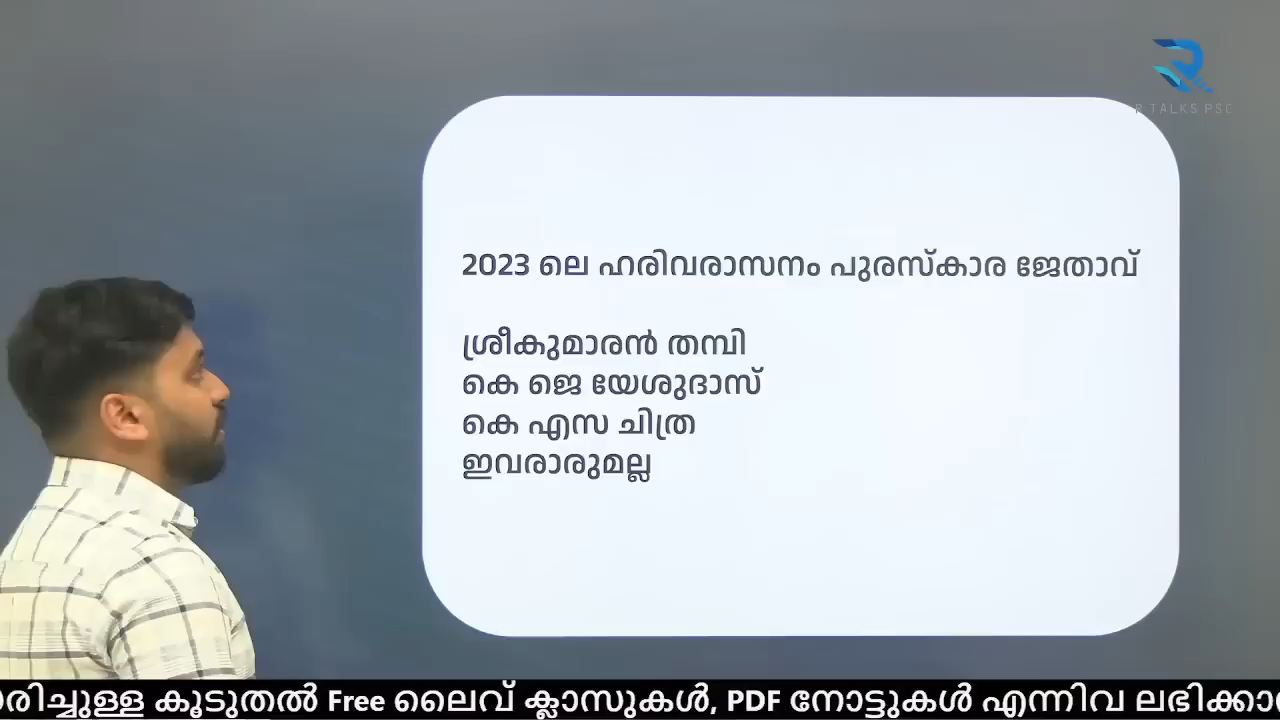 R TALKS PSC
2023 ലെ ഹരിവരാസനം പുരസ്കാര ജേതാവ്
ശ്രീകുമാരൻ തമ്പി
കെ ജെ യേശുദാസ്
കെ എസ ചിത്ര
ഇവരാരുമല്ല
കൂടുതൽ Free ലൈവ് ക്ലാസുകൾ, PDF നോട്ടുകൾ എന്നിവ